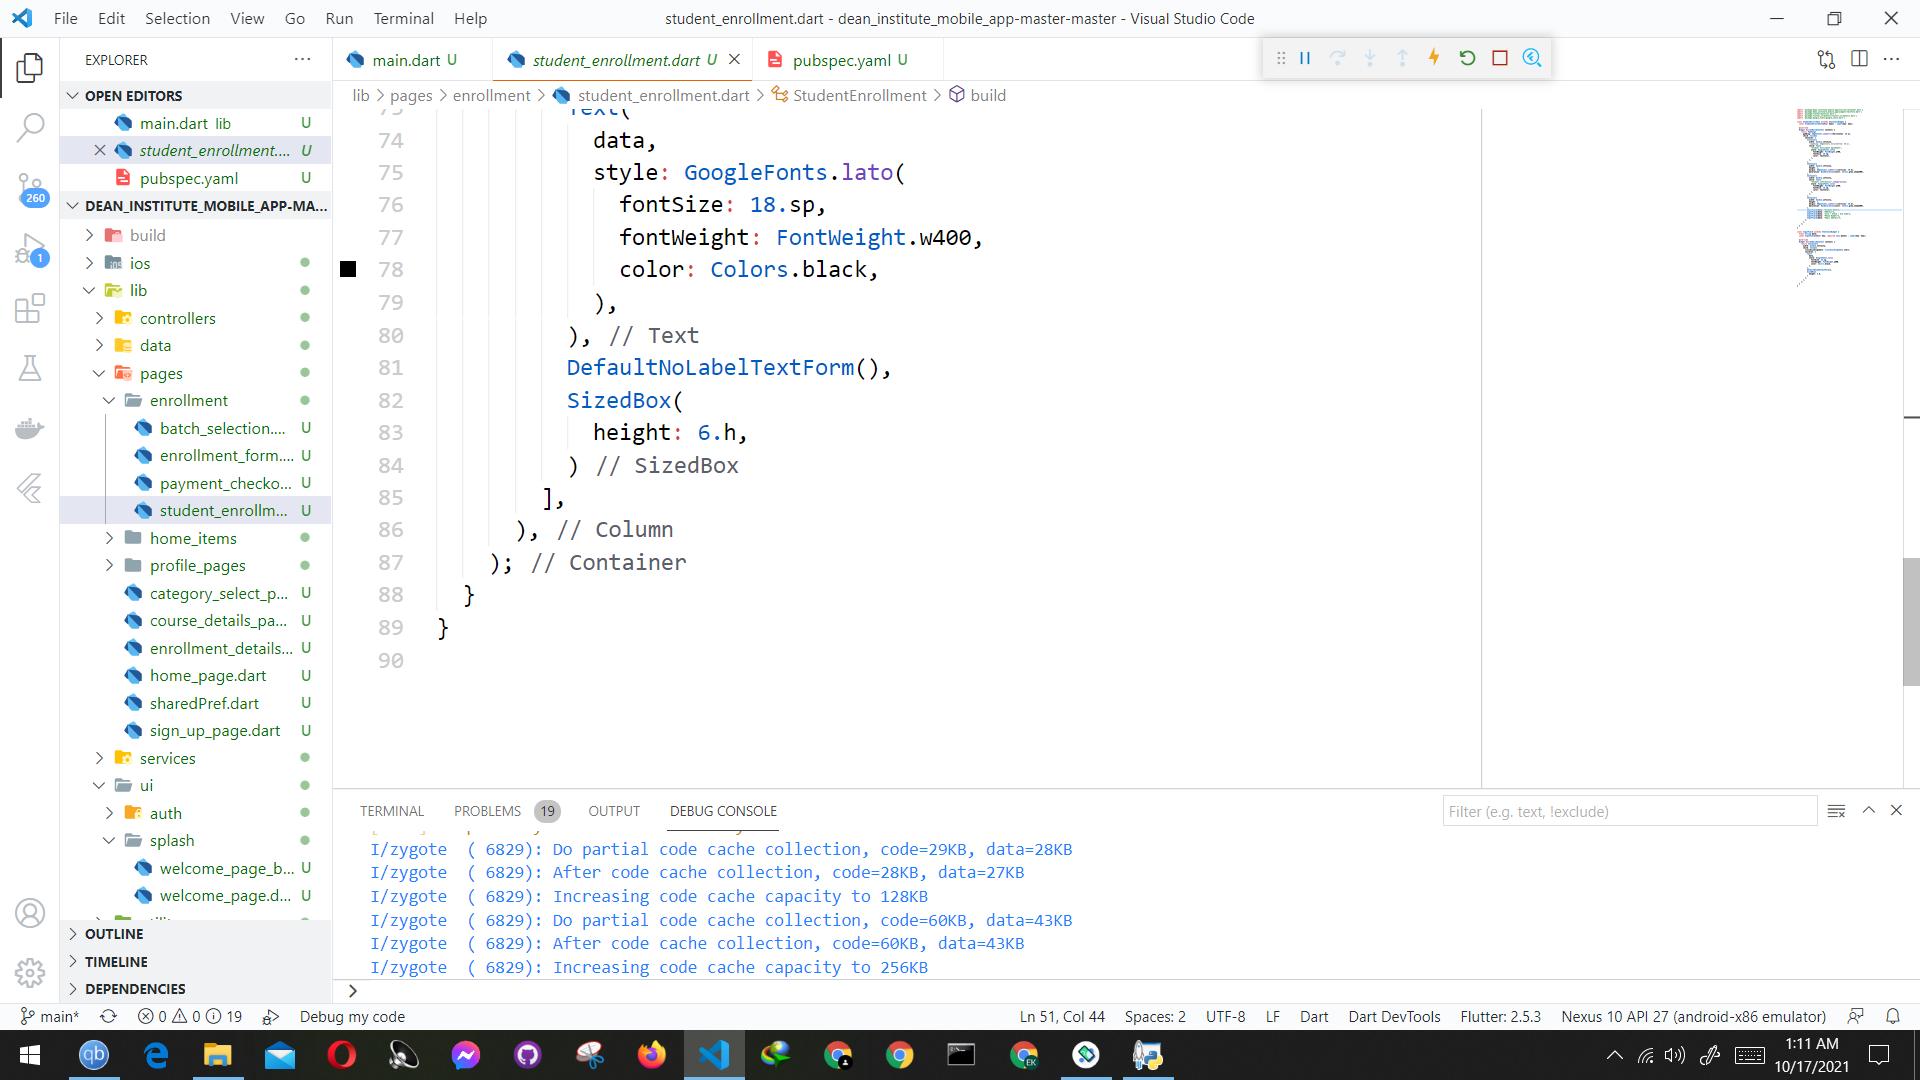 File Edit Selection View Go Run Terminal Help
student_enrollment.dart - dean_institute_mobile_app-master-master - Visual Studio Code
EXPLORER
main.dart U
student_enrollment.dart U
pubspec.yaml U
OPEN EDITORS
main.dart lib U
student_enrollment.... U
pubspec.yaml U
260
1
DEAN_INSTITUTE_MOBILE_APP-MA...
build
ios
lib
controllers
data
pages
enrollment
batch_selection.... U
enrollment_form.... U
payment_checko... U
student_enrollm... U
home_items
profile_pages
category_select_p... U
course_details_pa... U
enrollment_details... U
home_page.dart U
sharedPref.dart U
sign_up_page.dart U
services
ui
auth
splash
welcome_page_b... U
welcome_page.d... U
OUTLINE
TIMELINE
DEPENDENCIES
lib > pages > enrollment > student_enrollment.dart > StudentEnrollment > build
73 Text(
74 data,
75 style: GoogleFonts.lato(
76 fontSize: 18.sp,
77 fontWeight: FontWeight.w400,
78 color: Colors.black,
79 ),
80 ), // Text
81 DefaultNoLabelTextForm(),
82 SizedBox(
83 height: 6.h,
84 ) // SizedBox
85 ],
86 ), // Column
87 ); // Container
88 }
89 }
90
TERMINAL PROBLEMS 19 OUTPUT DEBUG CONSOLE
Filter (e.g. text, !exclude)
I/zygote ( 6829): Do partial code cache collection, code=29KB, data=28KB
I/zygote ( 6829): After code cache collection, code=28KB, data=27KB
I/zygote ( 6829): Increasing code cache capacity to 128KB
I/zygote ( 6829): Do partial code cache collection, code=60KB, data=43KB
I/zygote ( 6829): After code cache collection, code=60KB, data=43KB
I/zygote ( 6829): Increasing code cache capacity to 256KB
>
main* 0 0 19 Debug my code
Ln 51, Col 44 Spaces: 2 UTF-8 LF Dart Dart DevTools Flutter: 2.5.3 Nexus 10 API 27 (android-x86 emulator)
qb
EK
1:11 AM
10/17/2021